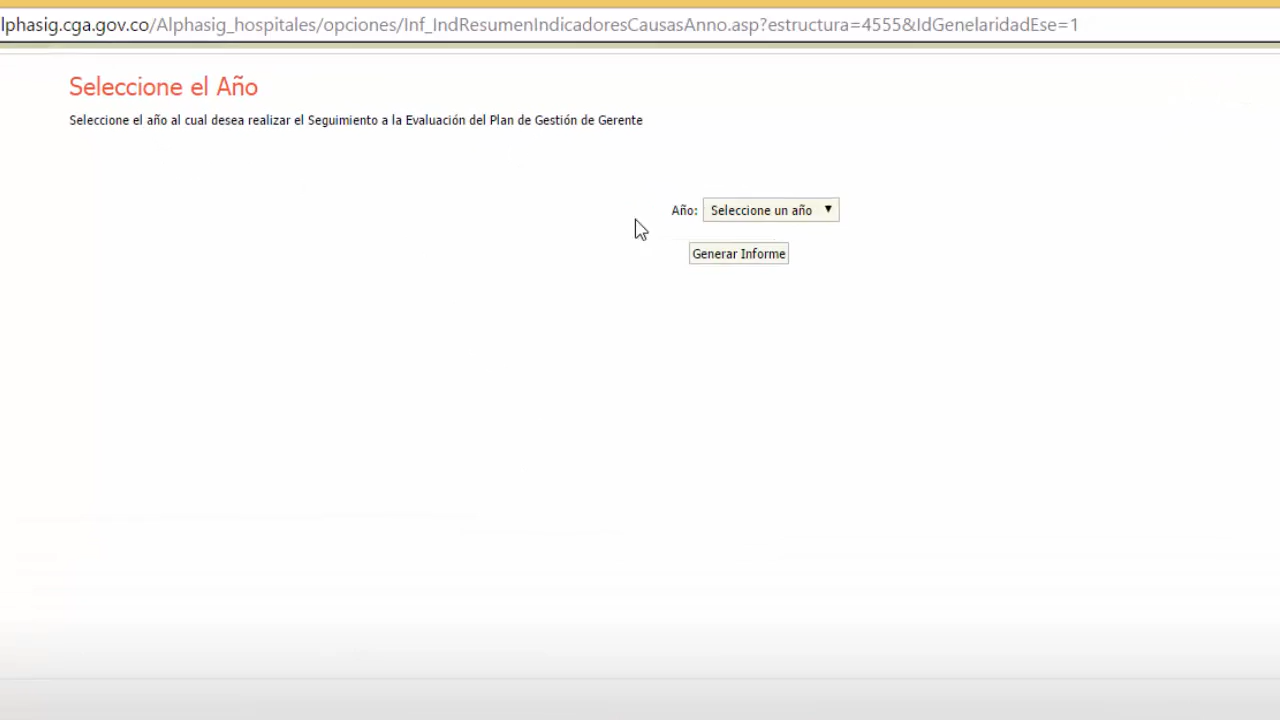 lphasig.cga.gov.co/Alphasig_hospitales/opciones/Inf_IndResumenIndicadoresCausasAnno.asp?estructura=4555&IdGenelaridadEse=1
Seleccione el Año
Seleccione el año al cual desea realizar el Seguimiento a la Evaluación del Plan de Gestión de Gerente
Año: Seleccione un año
Generar Informe